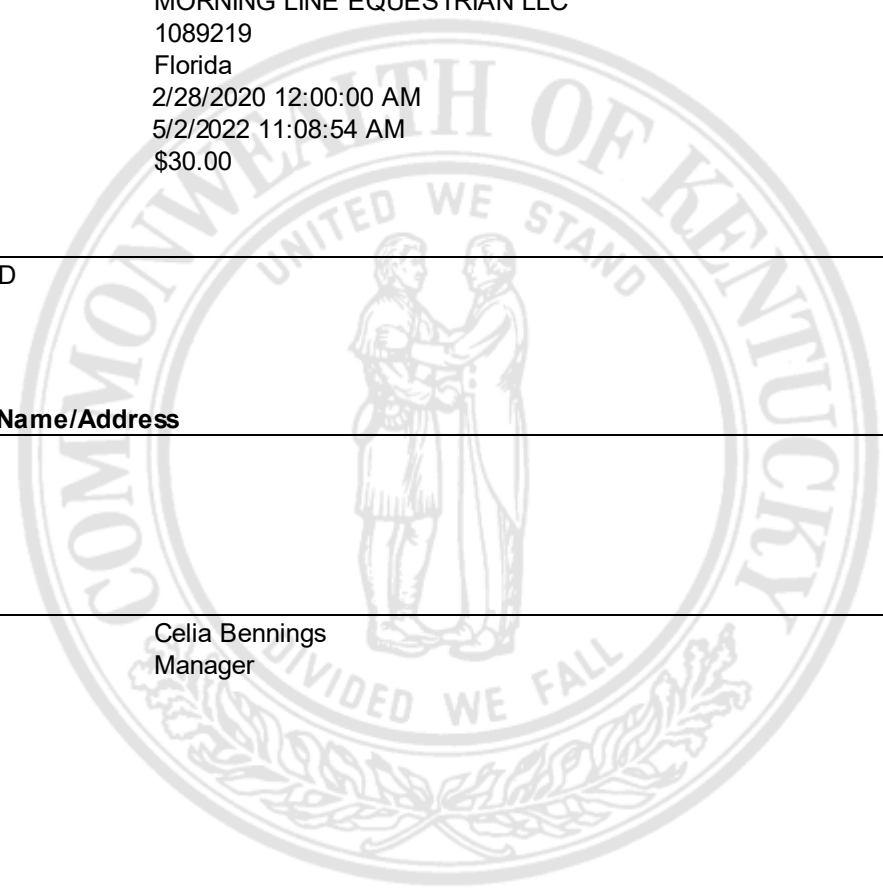 MORNING LINE EQUESTRIAN LLC
1089219
Florida
2/28/2020 12:00:00 AM
5/2/2022 11:08:54 AM
$30.00
D
Name/Address
Celia Bennings
Manager
COMMONWEALTH OF KENTUCKY
UNITED WE STAND
DIVIDED WE FALL